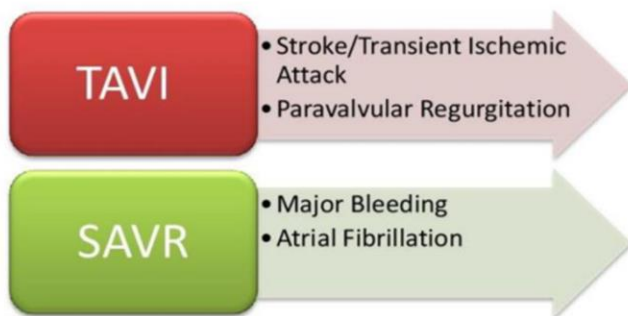 TAVI
• Stroke/Transient Ischemic
Attack
• Paravalvular Regurgitation
SAVR
• Major Bleeding
• Atrial Fibrillation